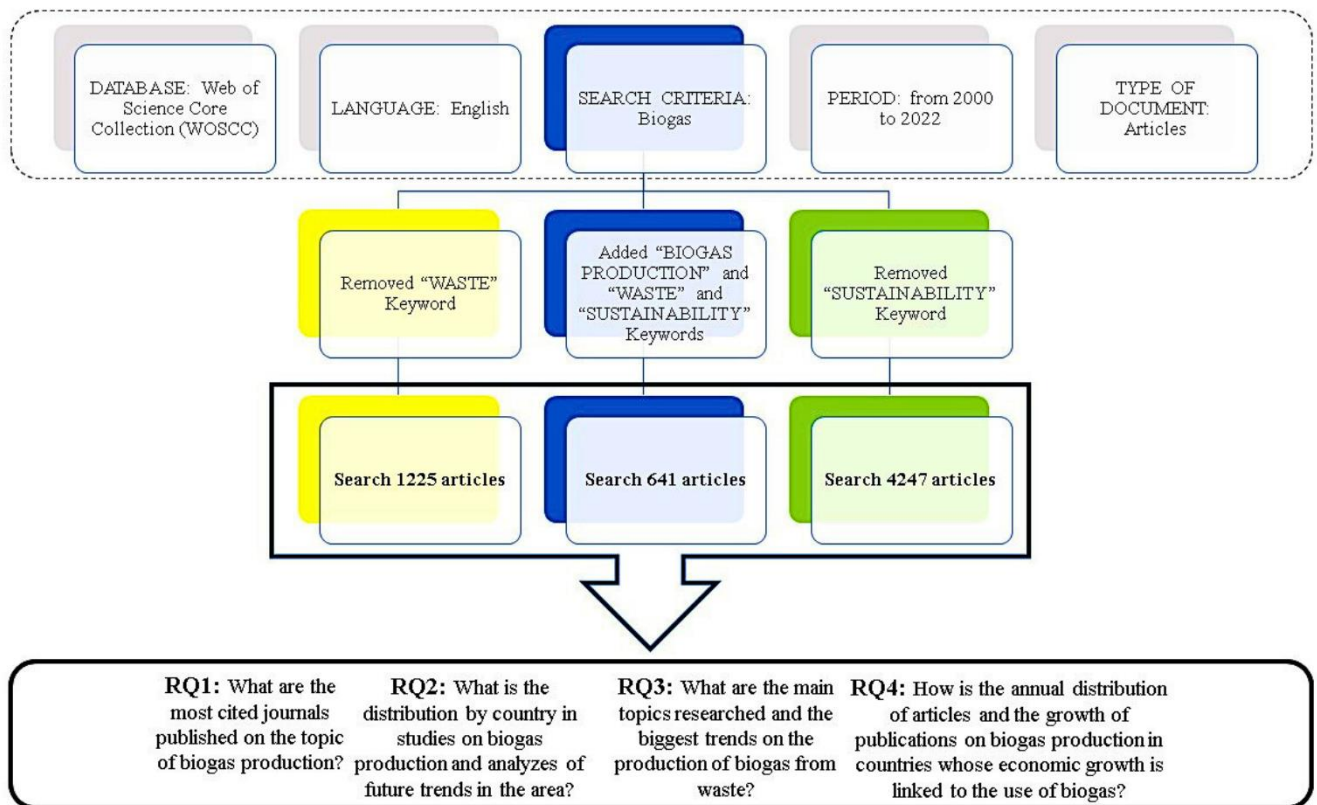 DATABASE: Web of
Science Core
Collection (WOSCC)
LANGUAGE: English
SEARCH CRITERIA:
Biogas
PERIOD: from 2000
to 2022
TYPE OF
DOCUMENT:
Articles
Removed “WASTE”
Keyword
Added “BIOGAS
PRODUCTION” and
“WASTE” and
“SUSTAINABILITY”
Keywords
Removed
“SUSTAINABILITY”
Keyword
Search 1225 articles
Search 641 articles
Search 4247 articles
RQ1: What are the
most cited journals
published on the topic
of biogas production?
RQ2: What is the
distribution by country in
studies on biogas
production and analyzes of
future trends in the area?
RQ3: What are the main
topics researched and the
biggest trends on the
production of biogas from
waste?
RQ4: How is the annual distribution
of articles and the growth of
publications on biogas production in
countries whose economic growth is
linked to the use of biogas?